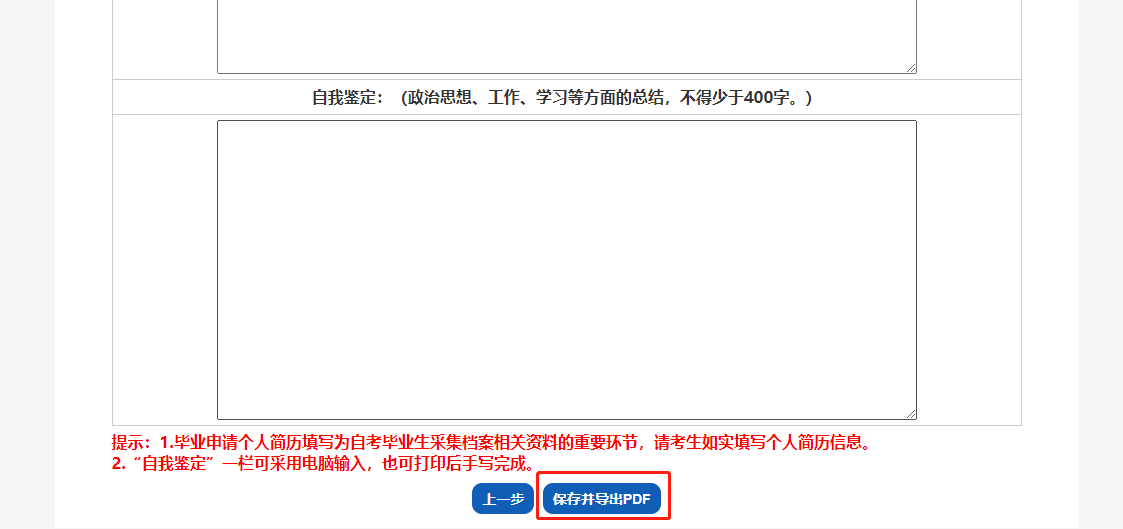 自我鉴定：（政治思想、工作、学习等方面的总结，不得少于400字。）
提示：1.毕业申请个人简历填写为自考毕业生采集档案相关资料的重要环节，请考生如实填写个人简历信息。
2.“自我鉴定”一栏可采用电脑输入，也可打印后手写完成。
上一步 保存并导出PDF